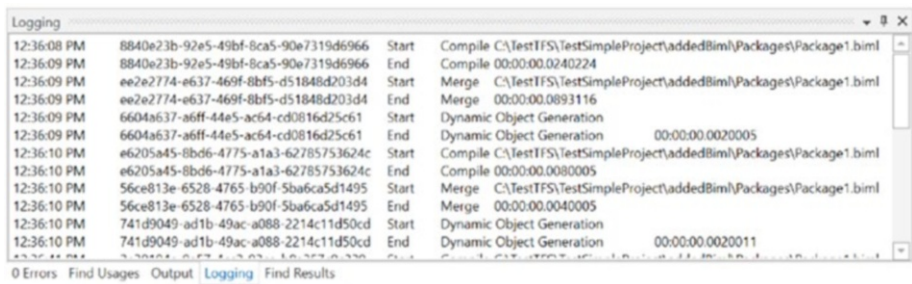 Logging
12:36:08 PM 8840e23b-92e5-49bf-8ca5-90e7319d6966 Start Compile C:\TestTFS\TestSimpleProject\addedBiml\Packages\Package1.biml
12:36:09 PM 8840e23b-92e5-49bf-8ca5-90e7319d6966 End Compile 00:00:00.0240224
12:36:09 PM ee2e2774-e637-469f-8bf5-d51848d203d4 Start Merge C:\TestTFS\TestSimpleProject\addedBiml\Packages\Package1.biml
12:36:09 PM ee2e2774-e637-469f-8bf5-d51848d203d4 End Merge 00:00:00.0893116
12:36:09 PM 6604a637-a6ff-44e5-ac64-cd0816d25c61 Start Dynamic Object Generation
12:36:09 PM 6604a637-a6ff-44e5-ac64-cd0816d25c61 End Dynamic Object Generation 00:00:00.0020005
12:36:10 PM e6205a45-8bd6-4775-a1a3-62785753624c Start Compile C:\TestTFS\TestSimpleProject\addedBiml\Packages\Package1.biml
12:36:10 PM e6205a45-8bd6-4775-a1a3-62785753624c End Compile 00:00:00.0080005
12:36:10 PM 56ce813e-6528-4765-b90f-5ba6ca5d1495 Start Merge C:\TestTFS\TestSimpleProject\addedBiml\Packages\Package1.biml
12:36:10 PM 56ce813e-6528-4765-b90f-5ba6ca5d1495 End Merge 00:00:00.0040005
12:36:10 PM 741d9049-ad1b-49ac-a088-2214c11d50cd Start Dynamic Object Generation
12:36:10 PM 741d9049-ad1b-49ac-a088-2214c11d50cd End Dynamic Object Generation 00:00:00.0020011
0 Errors Find Usages Output Logging Find Results